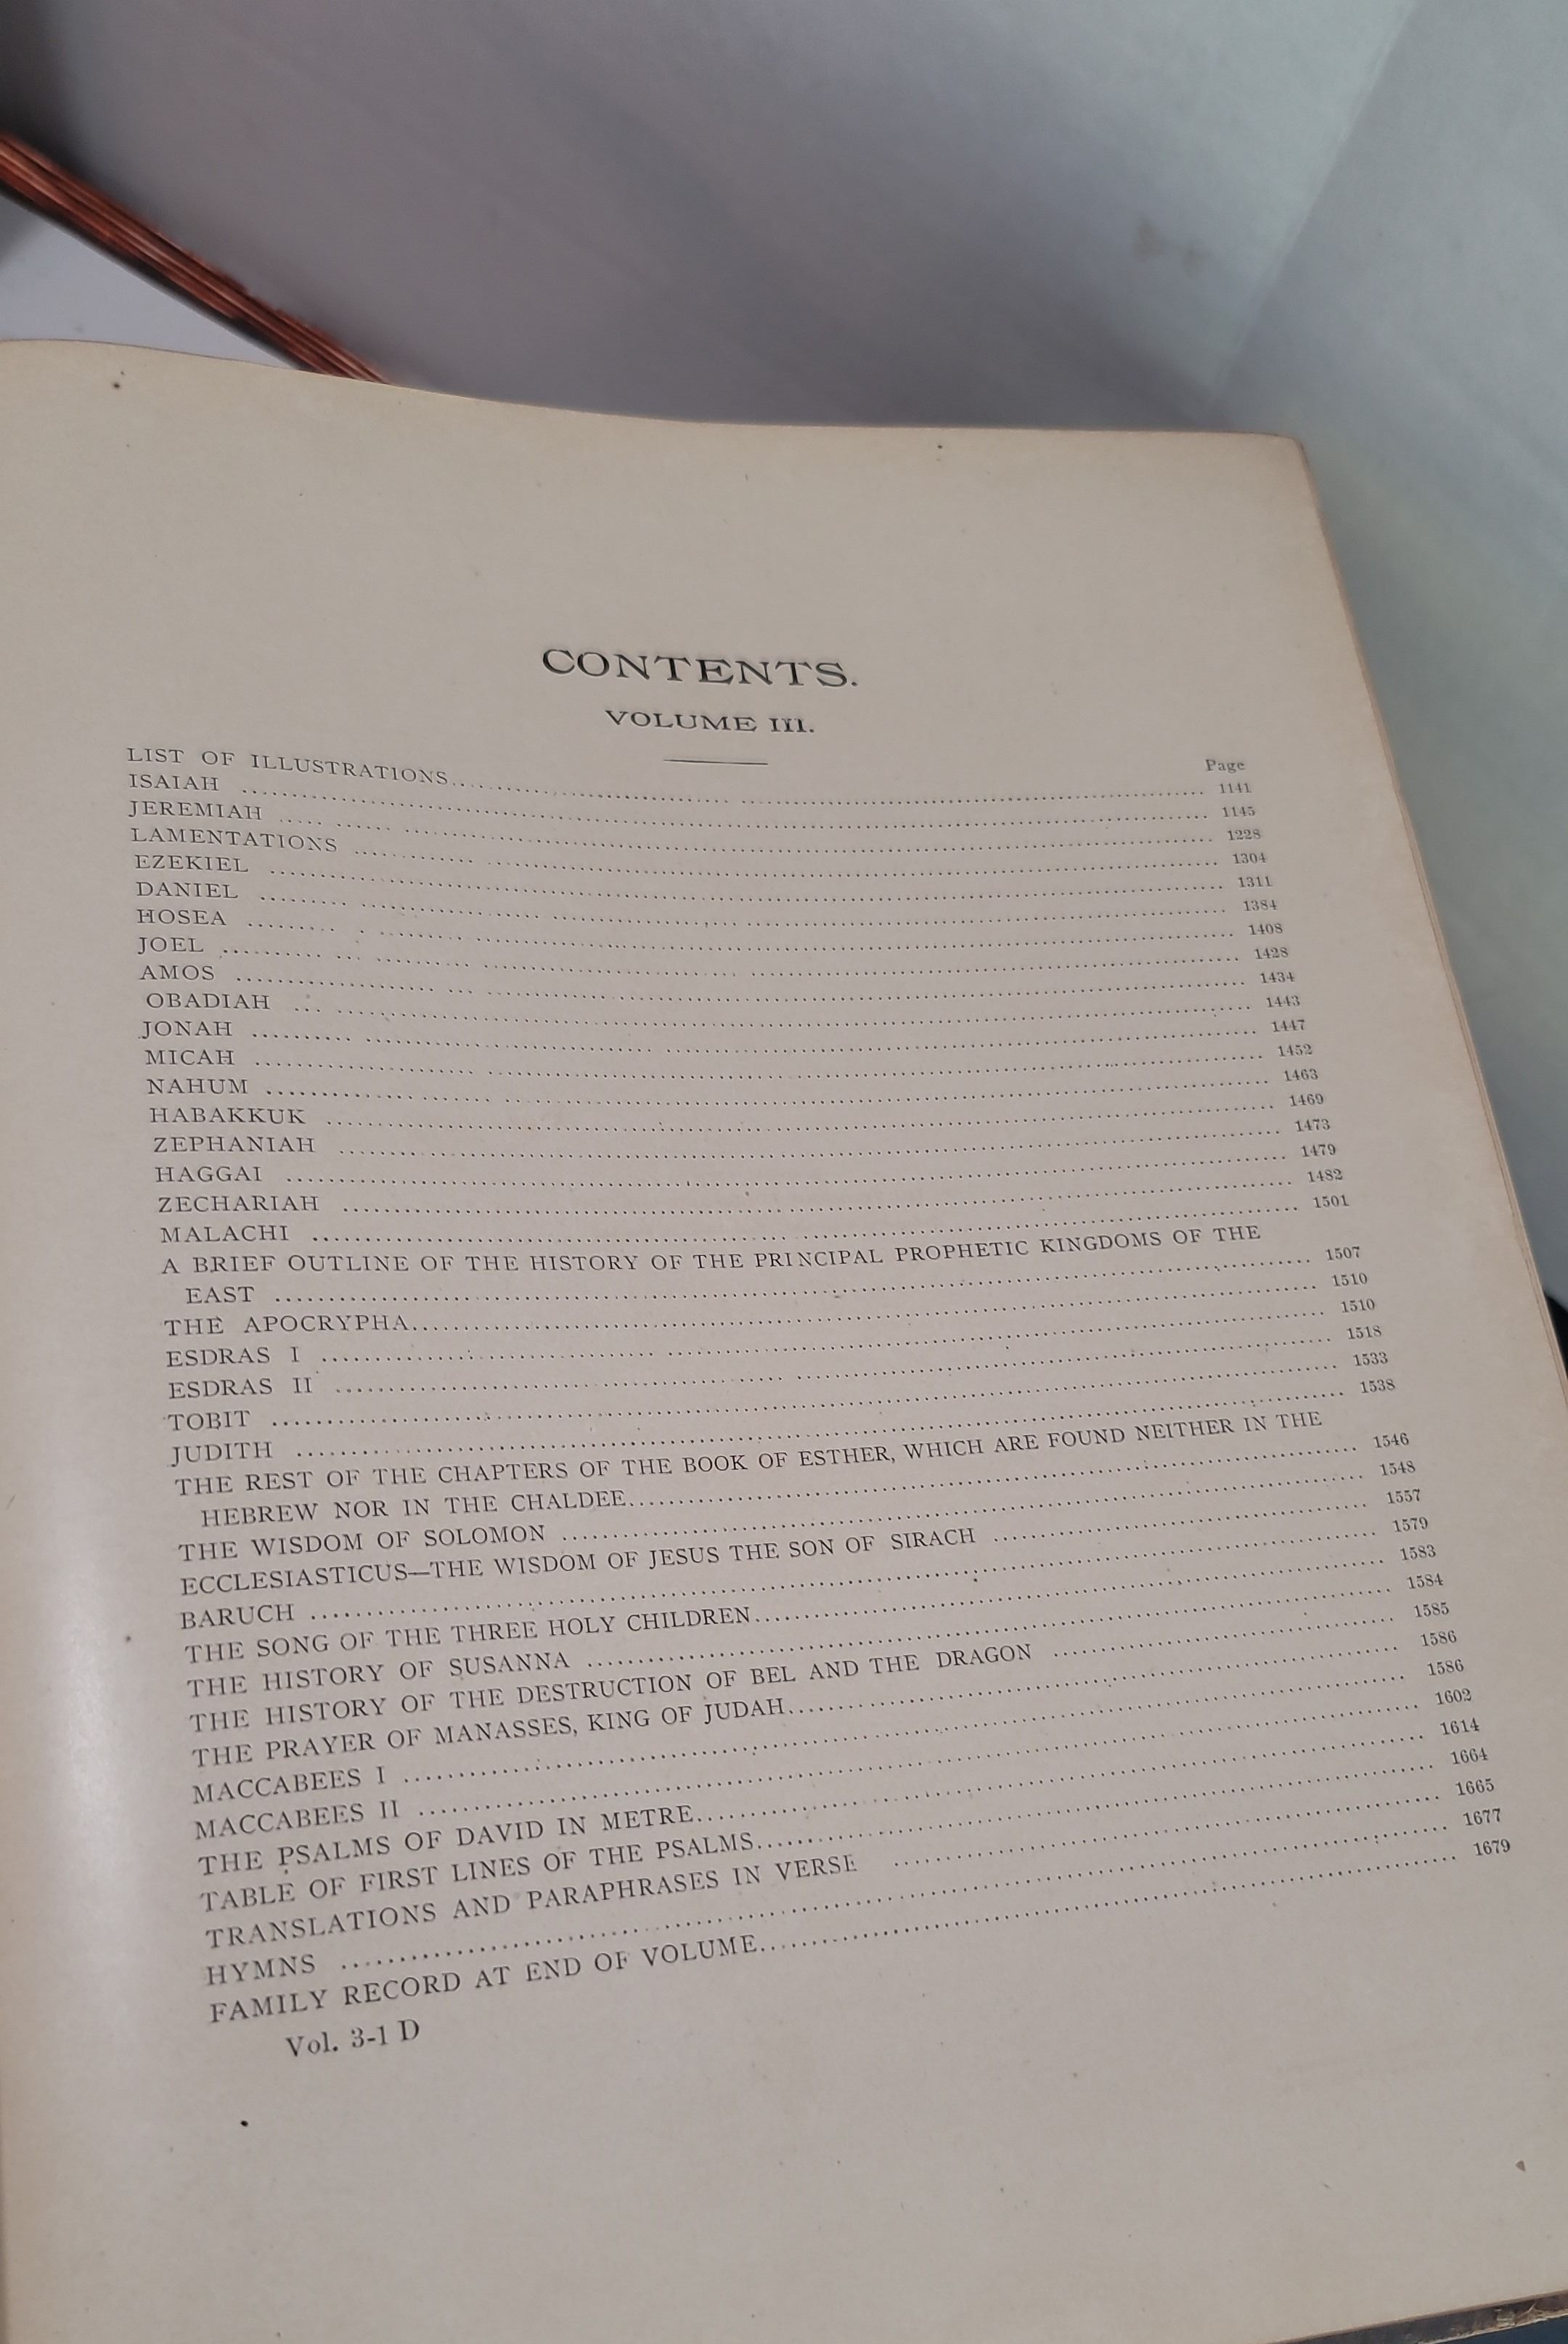 CONTENTS.
VOLUME III.
Page
LIST OF ILLUSTRATIONS........ 1141
ISAIAH ........ 1145
JEREMIAH ........ 1228
LAMENTATIONS ........ 1304
EZEKIEL ........ 1311
DANIEL ........ 1384
HOSEA ........ 1408
JOEL ........ 1428
AMOS ........ 1434
OBADIAH ........ 1443
JONAH ........ 1447
MICAH ........ 1452
NAHUM ........ 1463
HABAKKUK ........ 1469
ZEPHANIAH ........ 1473
HAGGAI ........ 1479
ZECHARIAH ........ 1482
MALACHI ........ 1501
A BRIEF OUTLINE OF THE HISTORY OF THE PRINCIPAL PROPHETIC KINGDOMS OF THE
EAST ........ 1507
THE APOCRYPHA........ 1510
ESDRAS I ........ 1510
ESDRAS II ........ 1518
TOBIT ........ 1533
JUDITH ........ 1538
THE REST OF THE CHAPTERS OF THE BOOK OF ESTHER, WHICH ARE FOUND NEITHER IN THE
HEBREW NOR IN THE CHALDEE........ 1546
THE WISDOM OF SOLOMON ........ 1548
ECCLESIASTICUS—THE WISDOM OF JESUS THE SON OF SIRACH ........ 1557
BARUCH ........ 1579
THE SONG OF THE THREE HOLY CHILDREN........ 1583
THE HISTORY OF SUSANNA ........ 1584
THE HISTORY OF THE DESTRUCTION OF BEL AND THE DRAGON ........ 1585
THE PRAYER OF MANASSES, KING OF JUDAH........ 1586
MACCABEES I ........ 1586
MACCABEES II ........ 1602
THE PSALMS OF DAVID IN METRE........ 1614
TABLE OF FIRST LINES OF THE PSALMS........ 1664
TRANSLATIONS AND PARAPHRASES IN VERSE ........ 1665
HYMNS ........ 1677
FAMILY RECORD AT END OF VOLUME........ 1679
Vol. 3-1 D